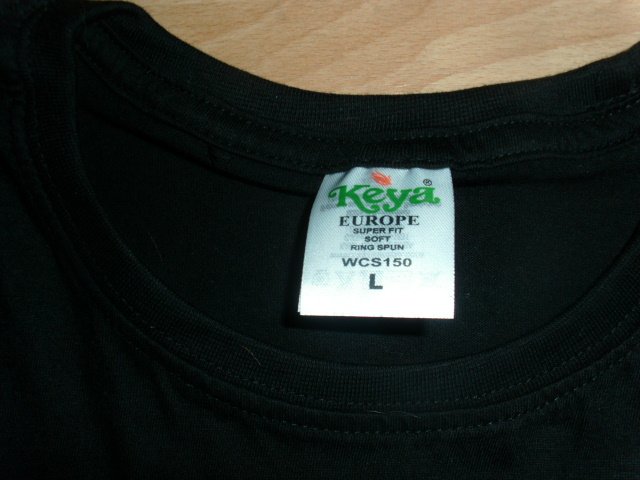 Keya®
EUROPE
SUPER FIT
SOFT
RING SPUN
WCS150
L